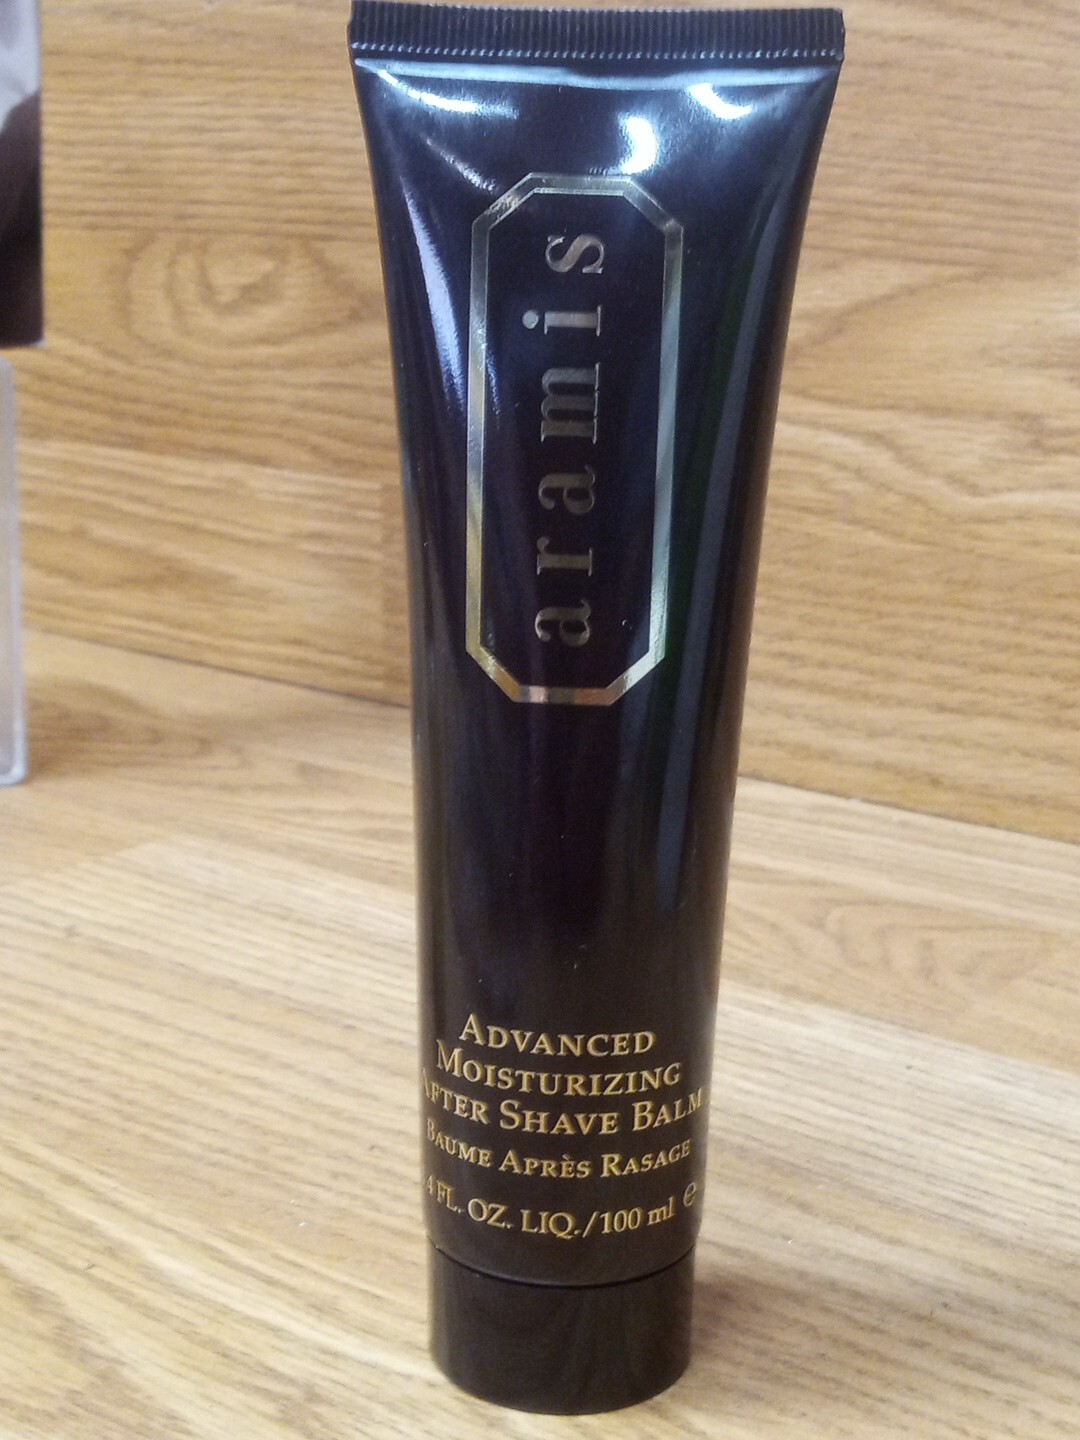 aramis
ADVANCED
MOISTURIZING
AFTER SHAVE BALM
BAUME APRÈS RASAGE
4 FL. OZ. LIQ./100 ml ℮